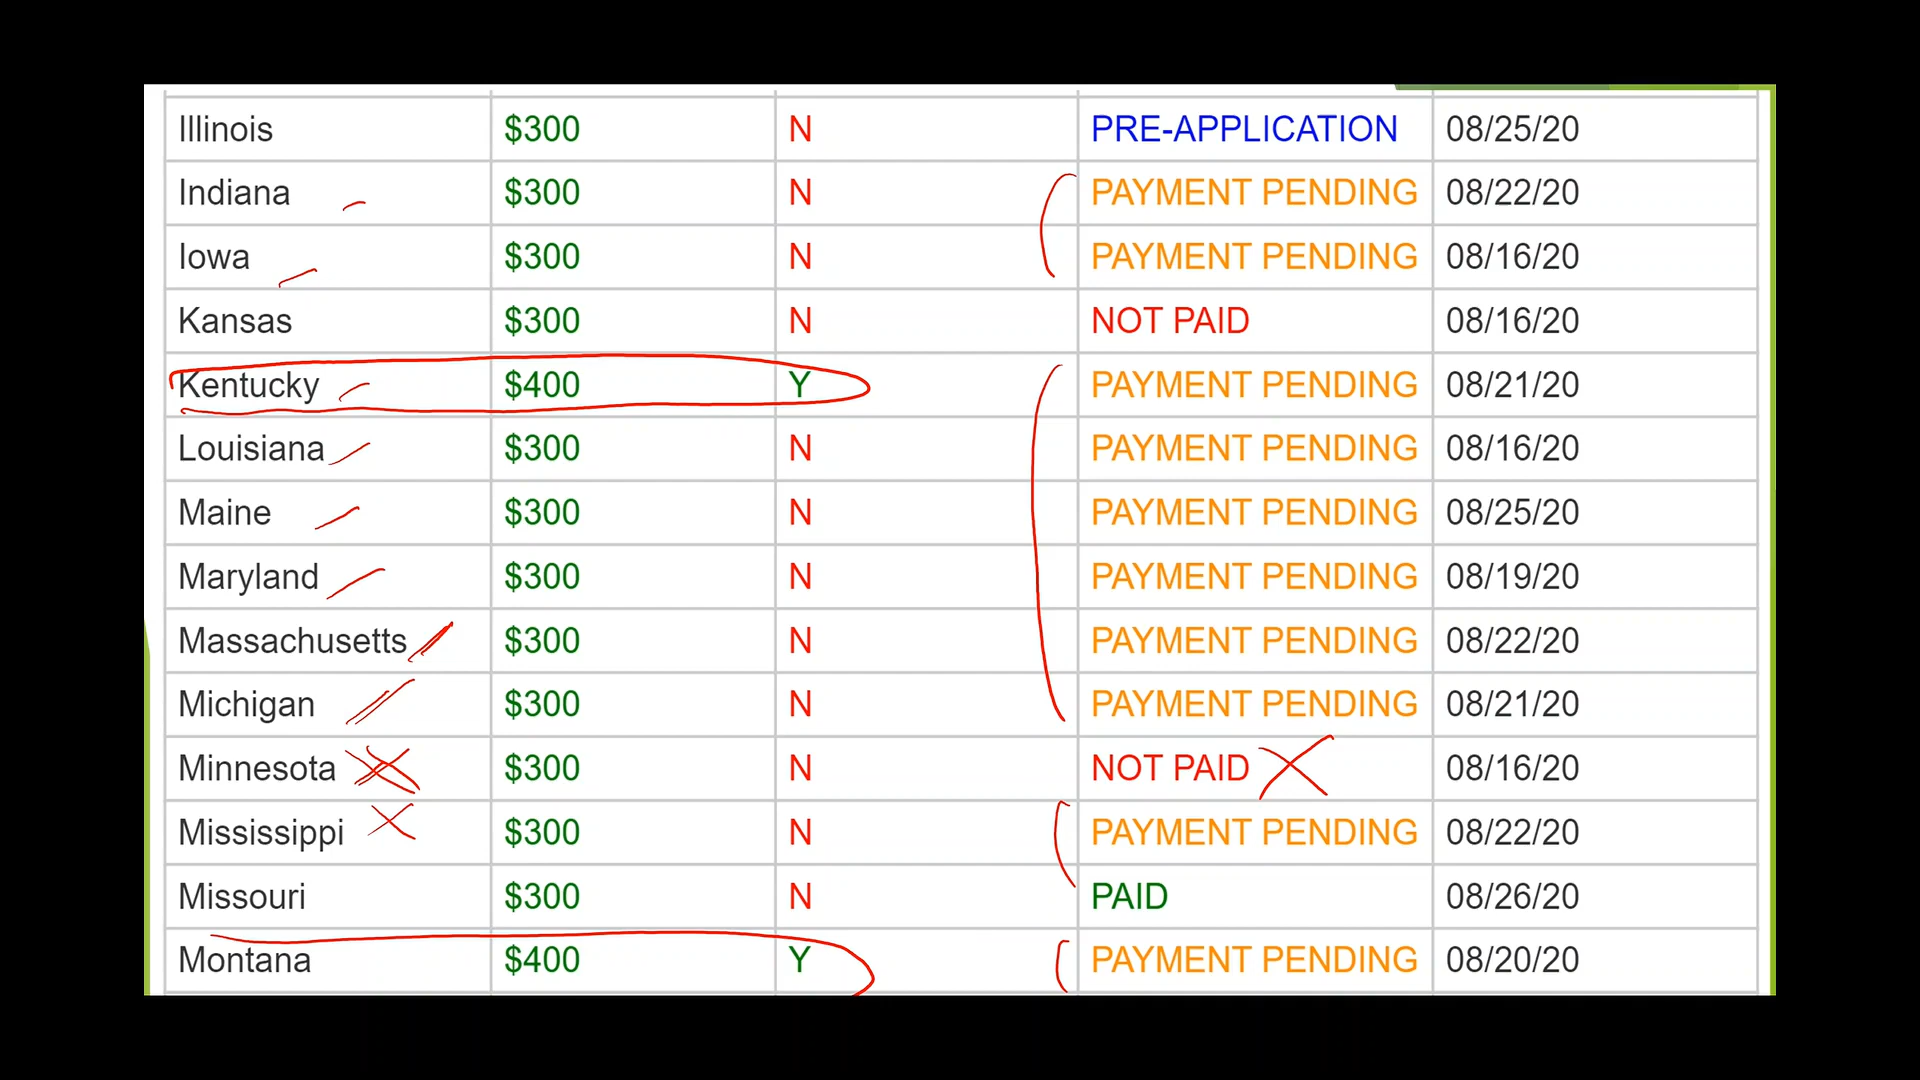 Illinois $300 N PRE-APPLICATION 08/25/20
Indiana $300 N PAYMENT PENDING 08/22/20
Iowa $300 N PAYMENT PENDING 08/16/20
Kansas $300 N NOT PAID 08/16/20
Kentucky $400 Y PAYMENT PENDING 08/21/20
Louisiana $300 N PAYMENT PENDING 08/16/20
Maine $300 N PAYMENT PENDING 08/25/20
Maryland $300 N PAYMENT PENDING 08/19/20
Massachusetts $300 N PAYMENT PENDING 08/22/20
Michigan $300 N PAYMENT PENDING 08/21/20
Minnesota $300 N NOT PAID 08/16/20
Mississippi $300 N PAYMENT PENDING 08/22/20
Missouri $300 N PAID 08/26/20
Montana $400 Y PAYMENT PENDING 08/20/20